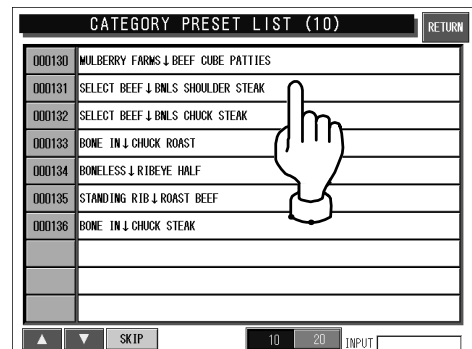 CATEGORY PRESET LIST (10)
RETURN
000130 MULBERRY FARMS↓BEEF CUBE PATTIES
000131 SELECT BEEF↓BNLS SHOULDER STEAK
000132 SELECT BEEF↓BNLS CHUCK STEAK
000133 BONE IN↓CHUCK ROAST
000134 BONELESS↓RIBEYE HALF
000135 STANDING RIB↓ROAST BEEF
000136 BONE IN↓CHUCK STEAK
▲ ▼ SKIP 10 20 INPUT